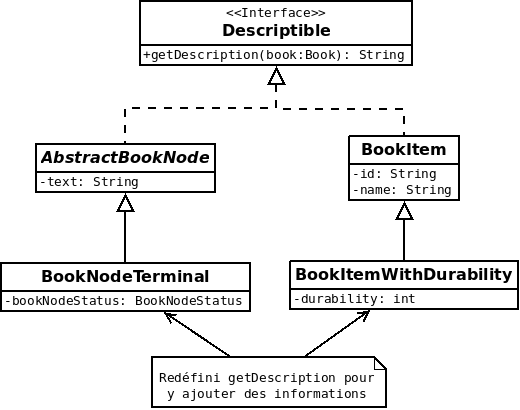 <<Interface>>
Descriptible
+getDescription(book:Book): String
AbstractBookNode
-text: String
BookItem
-id: String
-name: String
BookNodeTerminal
-bookNodeStatus: BookNodeStatus
BookItemWithDurability
-durability: int
Redéfini getDescription pour
y ajouter des informations